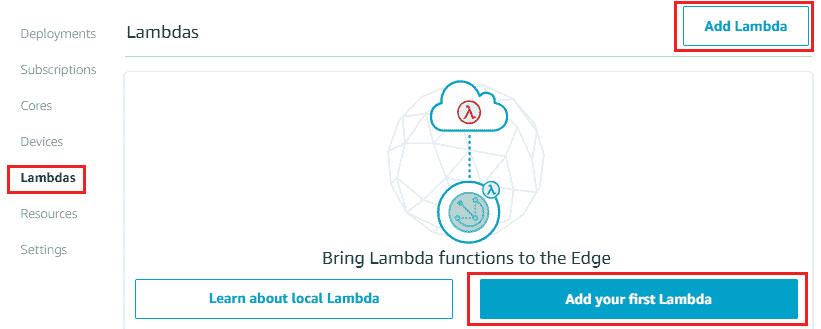 Deployments
Subscriptions
Cores
Devices
Lambdas
Resources
Settings
Lambdas
Add Lambda
λ
λ
Bring Lambda functions to the Edge
Learn about local Lambda
Add your first Lambda